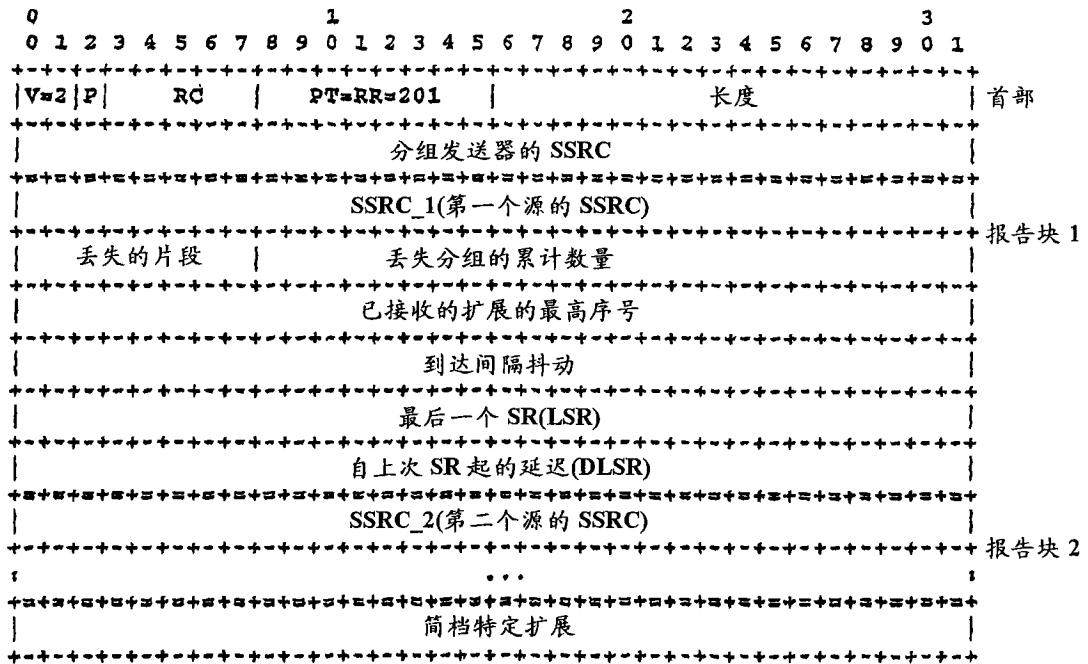 0 1 2 3
0 1 2 3 4 5 6 7 8 9 0 1 2 3 4 5 6 7 8 9 0 1 2 3 4 5 6 7 8 9 0 1
+-+-+-+-+-+-+-+-+-+-+-+-+-+-+-+-+-+-+-+-+-+-+-+-+-+-+-+-+-+-+-+-+
|V=2|P| RC | PT=RR=201 | 长度 | 首部
+-+-+-+-+-+-+-+-+-+-+-+-+-+-+-+-+-+-+-+-+-+-+-+-+-+-+-+-+-+-+-+-+
| 分组发送器的 SSRC |
+=+=+=+=+=+=+=+=+=+=+=+=+=+=+=+=+=+=+=+=+=+=+=+=+=+=+=+=+=+=+=+=+
| SSRC_1(第一个源的 SSRC) |
+-+-+-+-+-+-+-+-+-+-+-+-+-+-+-+-+-+-+-+-+-+-+-+-+-+-+-+-+-+-+-+-+ 报告块 1
| 丢失的片段 | 丢失分组的累计数量 |
+-+-+-+-+-+-+-+-+-+-+-+-+-+-+-+-+-+-+-+-+-+-+-+-+-+-+-+-+-+-+-+-+
| 已接收的扩展的最高序号 |
+-+-+-+-+-+-+-+-+-+-+-+-+-+-+-+-+-+-+-+-+-+-+-+-+-+-+-+-+-+-+-+-+
| 到达间隔抖动 |
+-+-+-+-+-+-+-+-+-+-+-+-+-+-+-+-+-+-+-+-+-+-+-+-+-+-+-+-+-+-+-+-+
| 最后一个 SR(LSR) |
+-+-+-+-+-+-+-+-+-+-+-+-+-+-+-+-+-+-+-+-+-+-+-+-+-+-+-+-+-+-+-+-+
| 自上次 SR 起的延迟(DLSR) |
+=+=+=+=+=+=+=+=+=+=+=+=+=+=+=+=+=+=+=+=+=+=+=+=+=+=+=+=+=+=+=+=+
| SSRC_2(第二个源的 SSRC) |
+-+-+-+-+-+-+-+-+-+-+-+-+-+-+-+-+-+-+-+-+-+-+-+-+-+-+-+-+-+-+-+-+ 报告块 2
: ... :
+=+=+=+=+=+=+=+=+=+=+=+=+=+=+=+=+=+=+=+=+=+=+=+=+=+=+=+=+=+=+=+=+
| 简档特定扩展 |
+-+-+-+-+-+-+-+-+-+-+-+-+-+-+-+-+-+-+-+-+-+-+-+-+-+-+-+-+-+-+-+-+